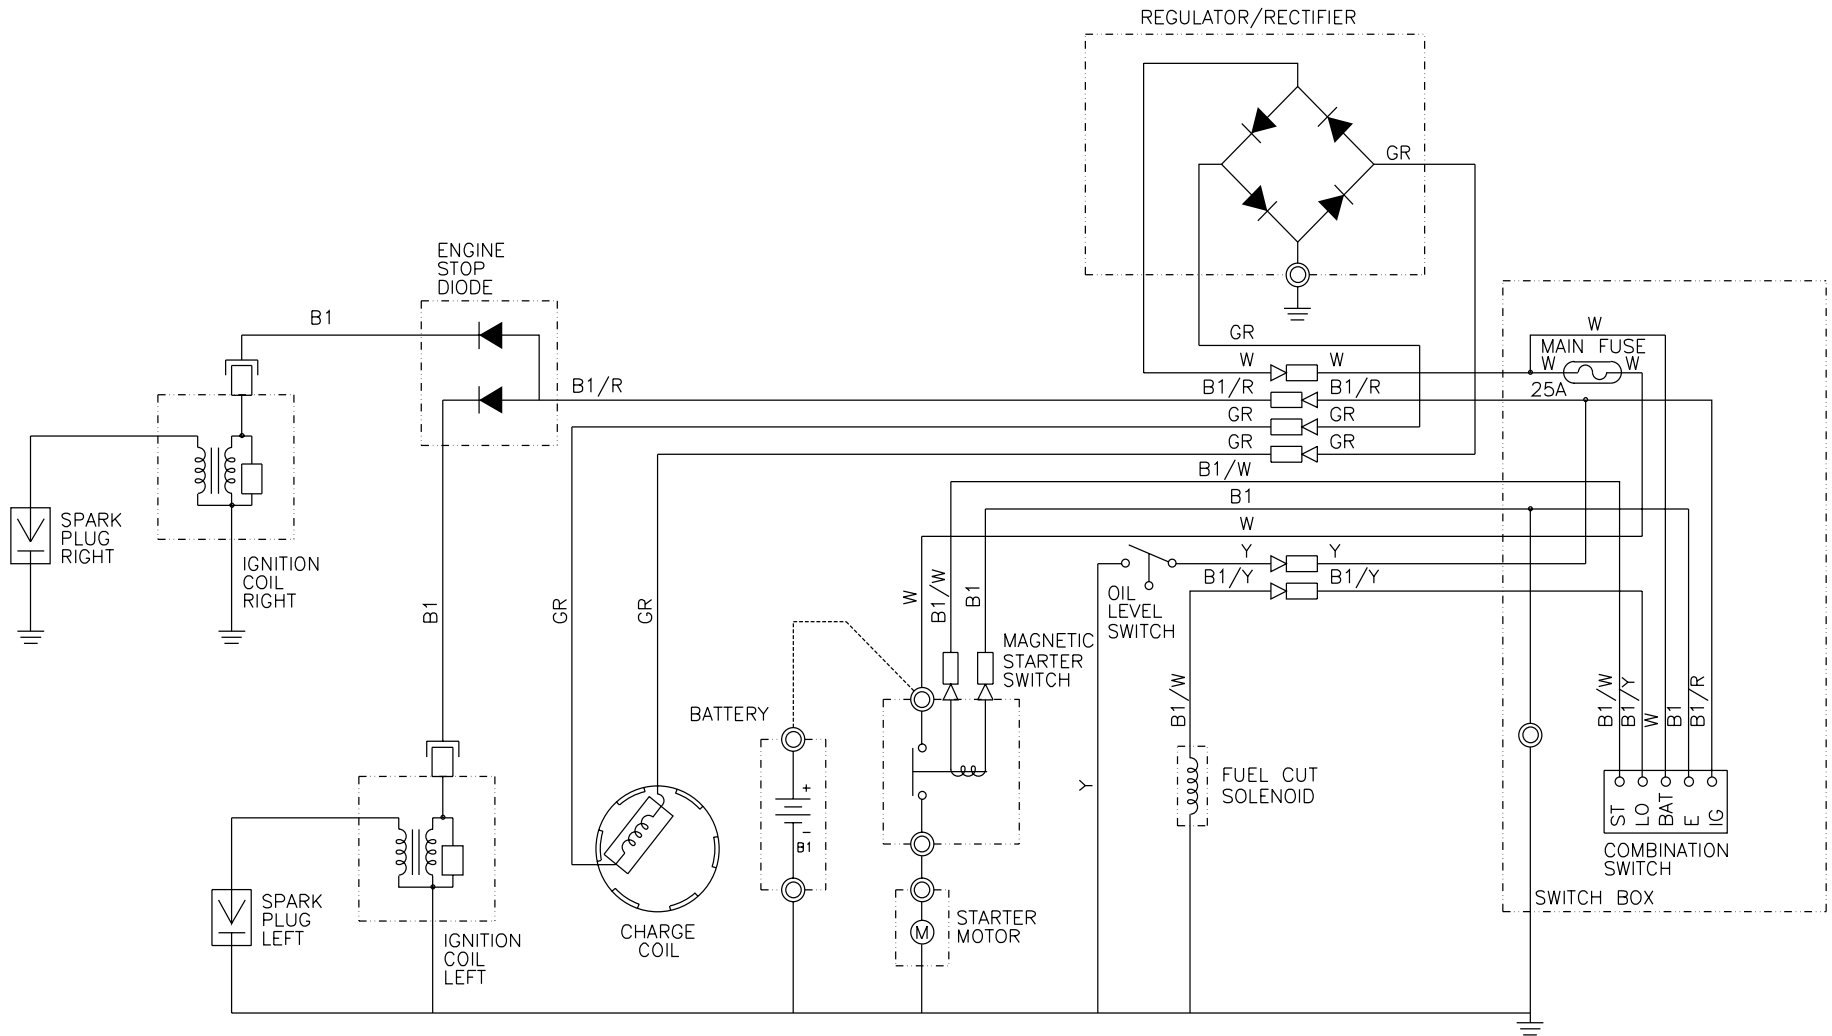 REGULATOR/RECTIFIER
GR
ENGINE
STOP
DIODE
B1
GR
W
MAIN FUSE
W
W
W
W
25A
B1/R
B1/R
B1/R
GR
GR
GR
GR
B1/W
B1
W
SPARK
PLUG
RIGHT
IGNITION
COIL
RIGHT
Y
Y
B1/Y
B1/Y
B1
GR
GR
W
B1/W
B1
OIL
LEVEL
SWITCH
MAGNETIC
STARTER
SWITCH
B1/W
B1/W
B1/Y
W
B1
B1/R
BATTERY
Y
FUEL CUT
SOLENOID
+
−
B1
ST
LO
BAT
E
IG
COMBINATION
SWITCH
SWITCH BOX
SPARK
PLUG
LEFT
IGNITION
COIL
LEFT
CHARGE
COIL
M
STARTER
MOTOR